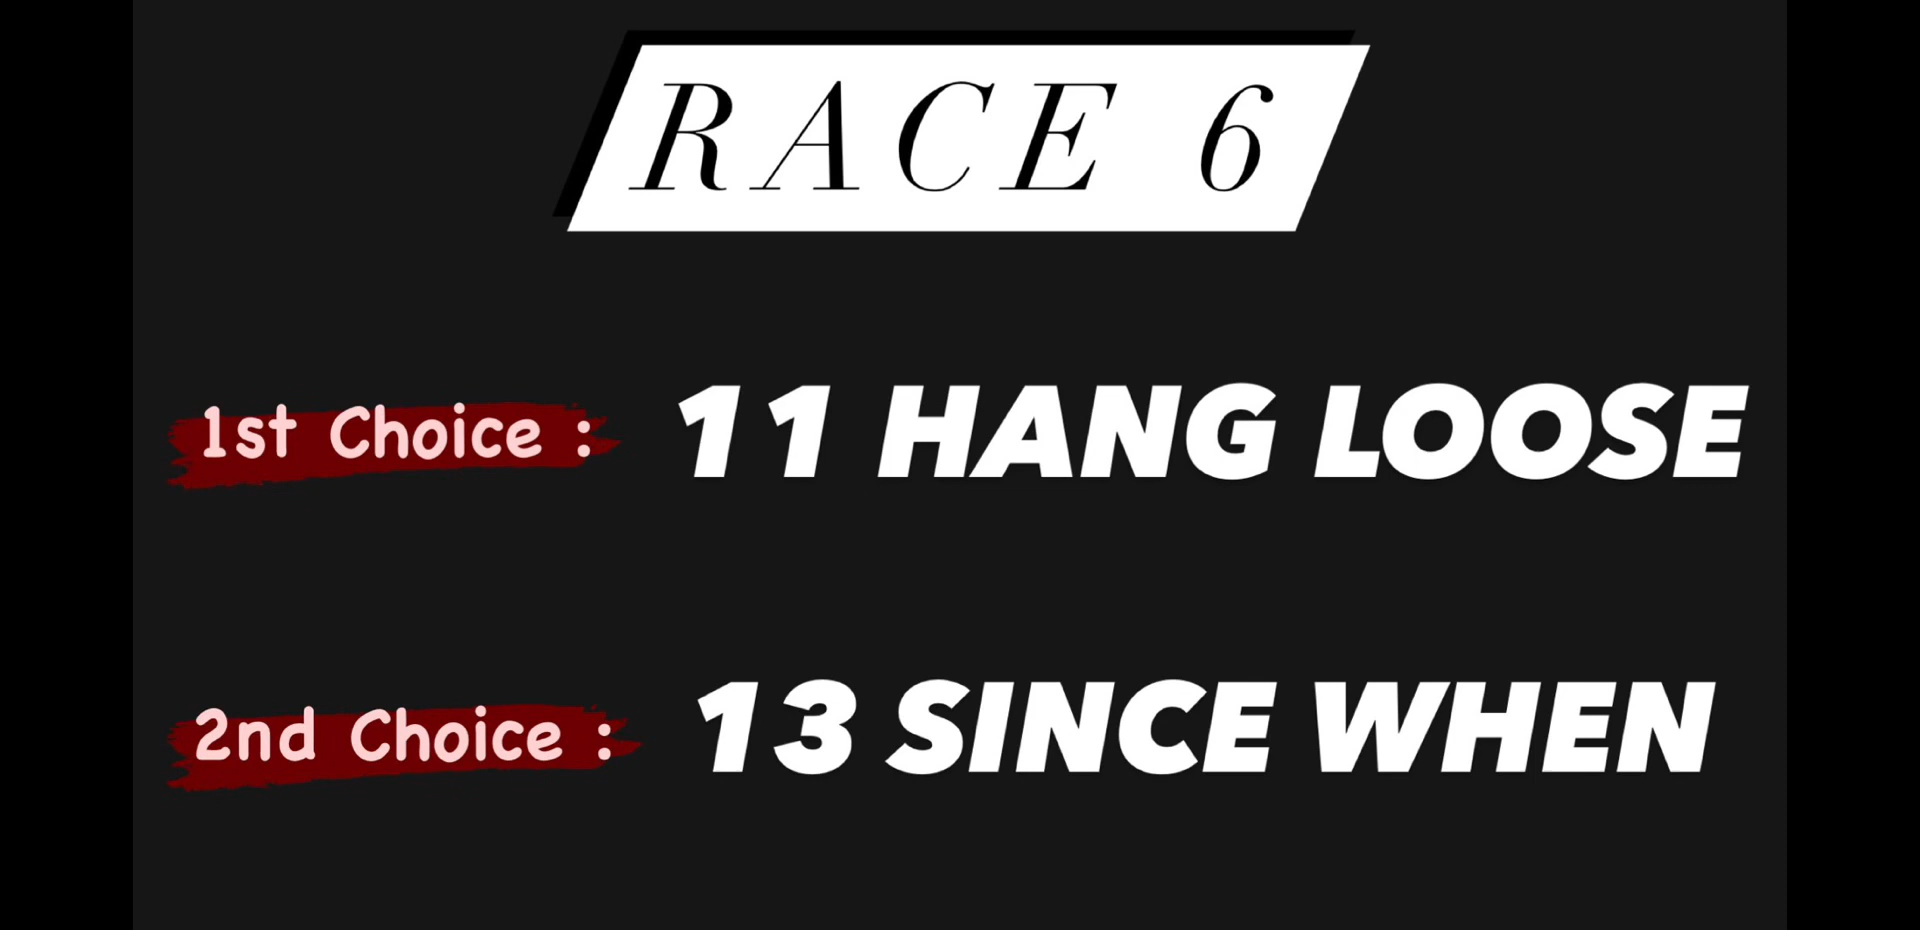 RACE 6
1st Choice : 11 HANG LOOSE
2nd Choice : 13 SINCE WHEN